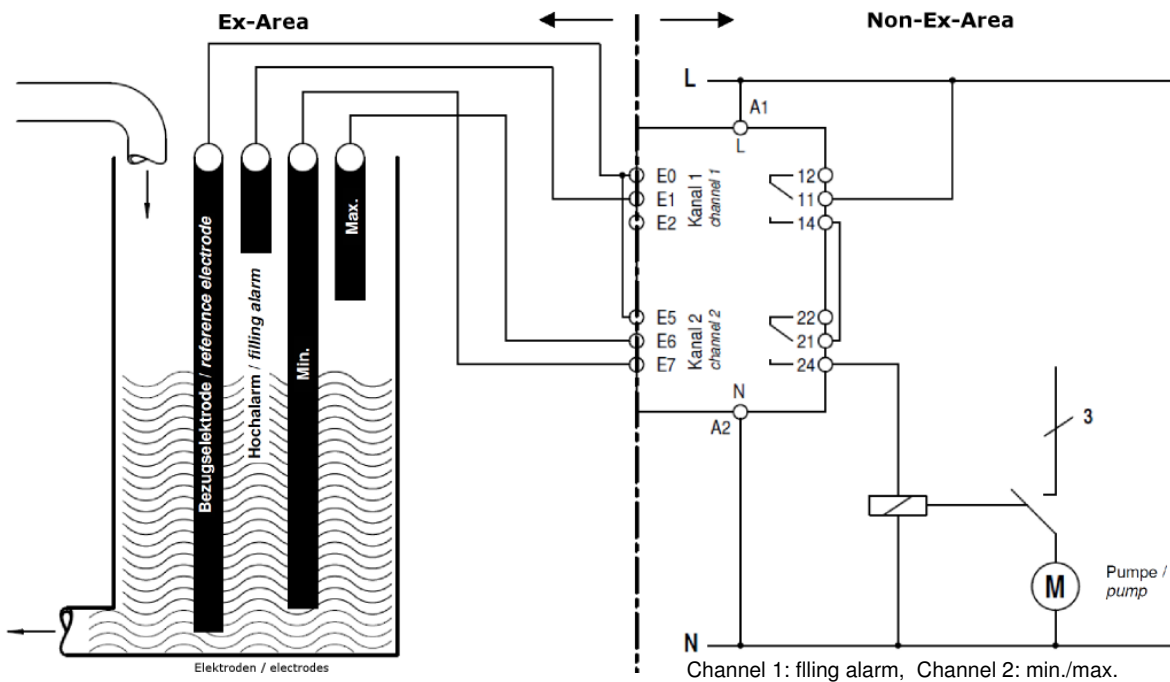 Ex-Area
Non-Ex-Area
L
A1
L
E0
E1
E2
Kanal 1
channel 1
12
11
14
E5
E6
E7
Kanal 2
channel 2
22
21
24
N
A2
3
M
Pumpe /
pump
N
Bezugselektrode / reference electrode
Hochalarm / filling alarm
Min.
Max.
Elektroden / electrodes
Channel 1: flling alarm, Channel 2: min./max.